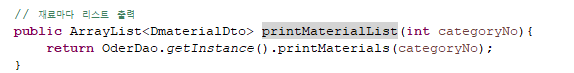 // 재료마다 리스트 출력
public ArrayList<DmaterialDto> printMaterialList(int categoryNo){
return OderDao.getInstance().printMaterials(categoryNo);
}